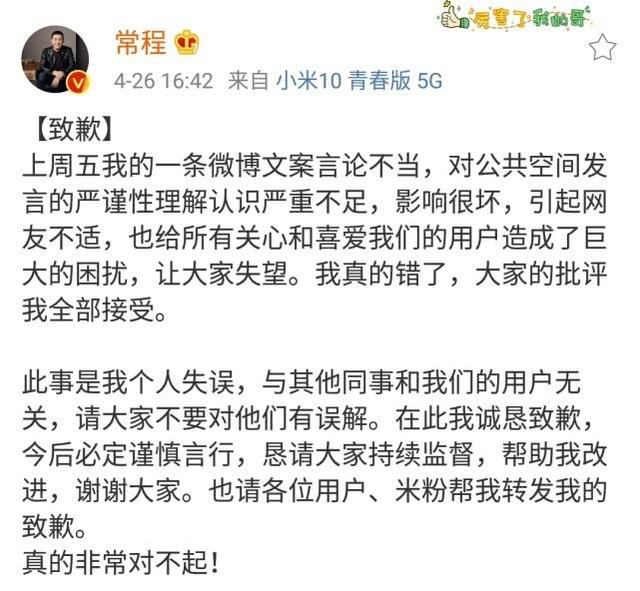 厉害了我的哥
常程
4-26 16:42 来自 小米10 青春版 5G
【致歉】
上周五我的一条微博文案言论不当，对公共空间发
言的严谨性理解认识严重不足，影响很坏，引起网
友不适，也给所有关心和喜爱我们的用户造成了巨
大的困扰，让大家失望。我真的错了，大家的批评
我全部接受。
此事是我个人失误，与其他同事和我们的用户无
关，请大家不要对他们有误解。在此我诚恳致歉，
今后必定谨慎言行，恳请大家持续监督，帮助我改
进，谢谢大家。也请各位用户、米粉帮我转发我的
致歉。
真的非常对不起！